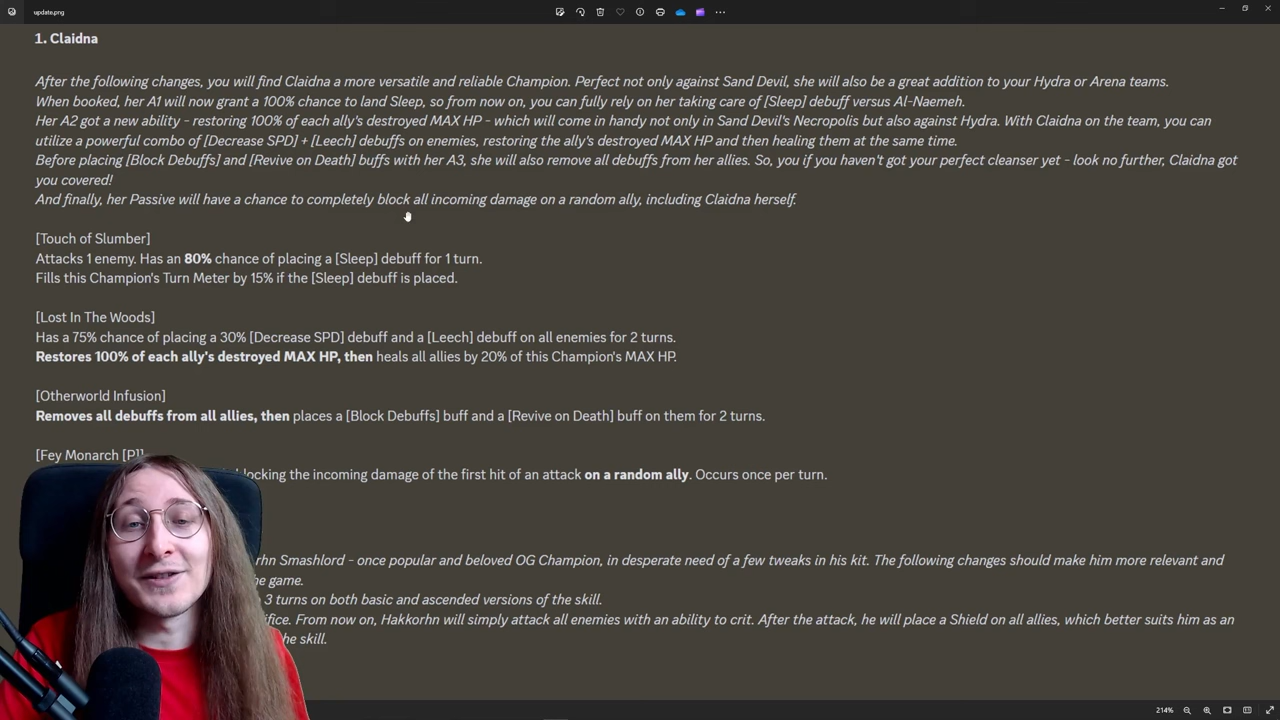 update.png
1. Claidna
After the following changes, you will find Claidna a more versatile and reliable Champion. Perfect not only against Sand Devil, she will also be a great addition to your Hydra or Arena teams.
When booked, her A1 will now grant a 100% chance to land Sleep, so from now on, you can fully rely on her taking care of [Sleep] debuff versus Al-Naemeh.
Her A2 got a new ability - restoring 100% of each ally's destroyed MAX HP - which will come in handy not only in Sand Devil's Necropolis but also against Hydra. With Claidna on the team, you can
utilize a powerful combo of [Decrease SPD] + [Leech] debuffs on enemies, restoring the ally's destroyed MAX HP and then healing them at the same time.
Before placing [Block Debuffs] and [Revive on Death] buffs with her A3, she will also remove all debuffs from her allies. So, you if you haven't got your perfect cleanser yet - look no further, Claidna got
you covered!
And finally, her Passive will have a chance to completely block all incoming damage on a random ally, including Claidna herself.
[Touch of Slumber]
Attacks 1 enemy. Has an 80% chance of placing a [Sleep] debuff for 1 turn.
Fills this Champion's Turn Meter by 15% if the [Sleep] debuff is placed.
[Lost In The Woods]
Has a 75% chance of placing a 30% [Decrease SPD] debuff and a [Leech] debuff on all enemies for 2 turns.
Restores 100% of each ally's destroyed MAX HP, then heals all allies by 20% of this Champion's MAX HP.
[Otherworld Infusion]
Removes all debuffs from all allies, then places a [Block Debuffs] buff and a [Revive on Death] buff on them for 2 turns.
[Fey Monarch [P]]
locking the incoming damage of the first hit of an attack on a random ally. Occurs once per turn.
Smashlord - once popular and beloved OG Champion, in desperate need of a few tweaks in his kit. The following changes should make him more relevant and
game.
3 turns on both basic and ascended versions of the skill.
From now on, Hakkorhn will simply attack all enemies with an ability to crit. After the attack, he will place a Shield on all allies, which better suits him as an
the skill.
214%